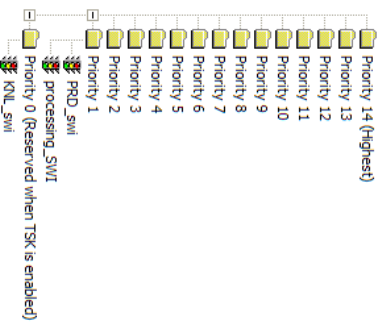 Priority 14 (Highest)
Priority 13
Priority 12
Priority 11
Priority 10
Priority 9
Priority 8
Priority 7
Priority 6
Priority 5
Priority 4
Priority 3
Priority 2
Priority 1
PRD_swi
processing_SWI
Priority 0 (Reserved when TSK is enabled)
KNL_swi